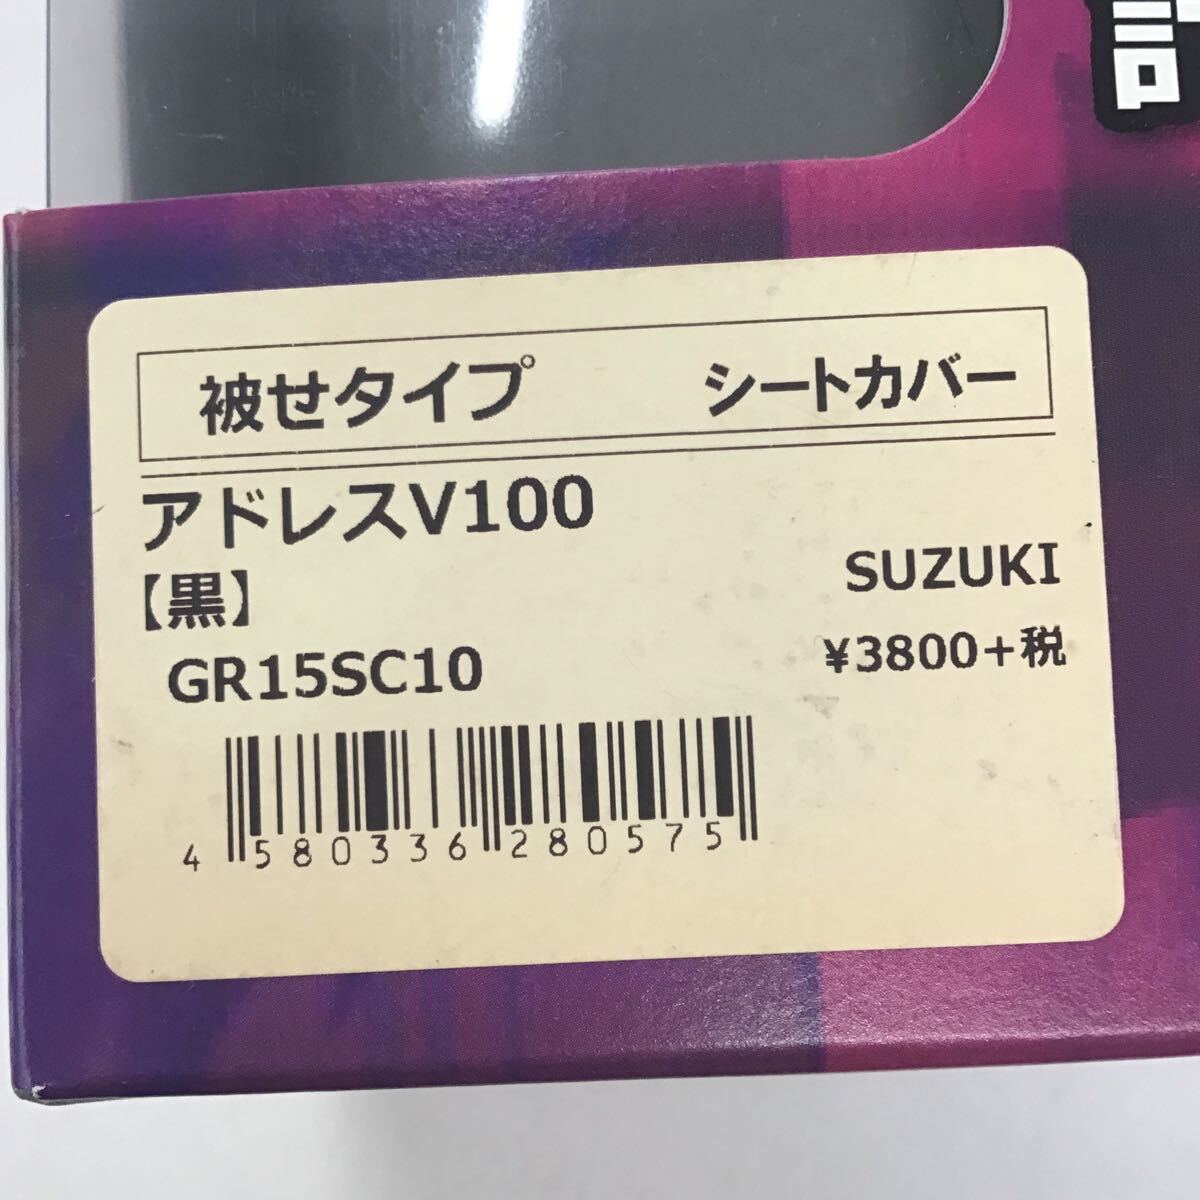 被せタイプ シートカバー
アドレスV100
【黒】
SUZUKI
GR15SC10
¥3800+税
4 580336 280575